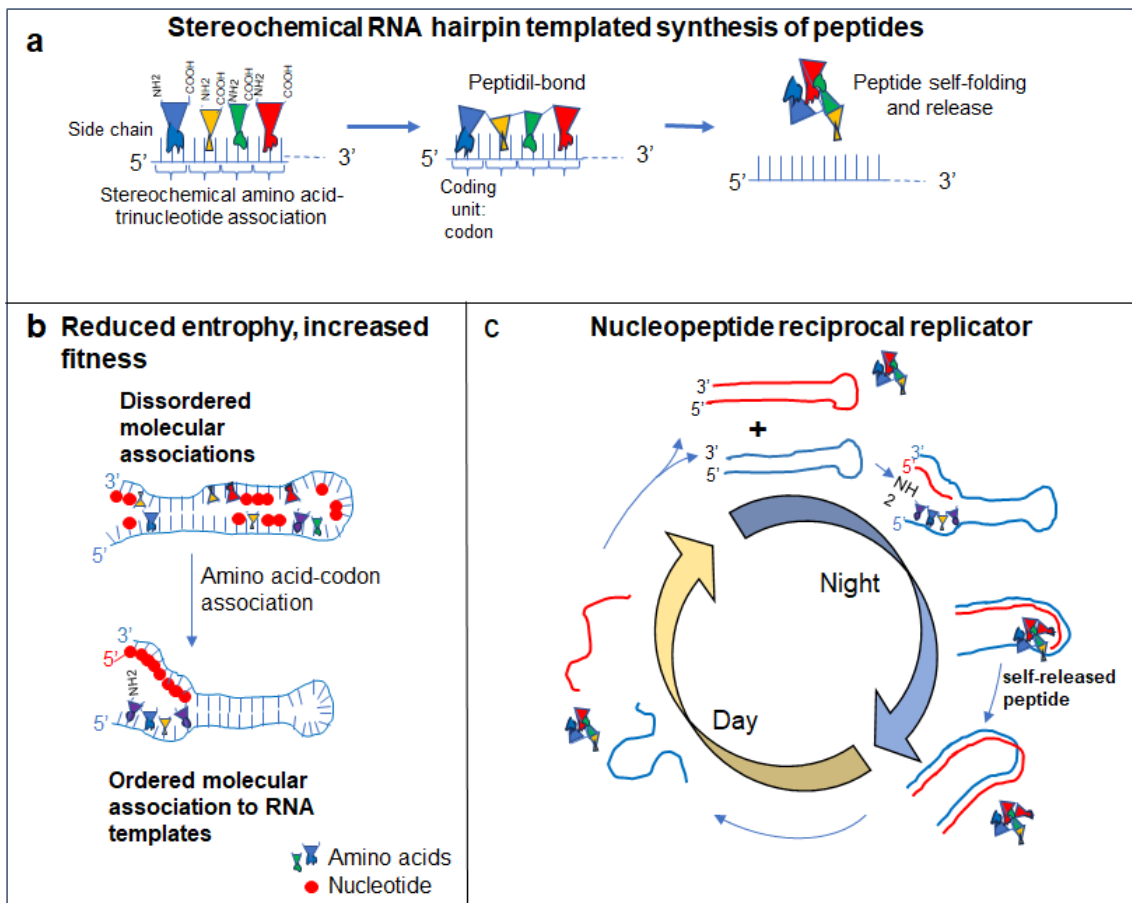 a
Stereochemical RNA hairpin templated synthesis of peptides
NH2
COOH
NH2
COOH
NH2
COOH
NH2
COOH
Side chain
5’
3’
Stereochemical amino acid-
trinucleotide association
Peptidil-bond
5’
3’
Coding
unit:
codon
Peptide self-folding
and release
5’
3’
b Reduced entropy, increased
fitness
Dissordered
molecular
associations
3’
5’
Amino acid-codon
association
3’
5’
NH2
5’
Ordered molecular
association to RNA
templates
Amino acids
Nucleotide
c
Nucleopeptide reciprocal replicator
3’
5’
+
3’
5’
3’
5’
NH
2
5’
Night
self-released
peptide
Day